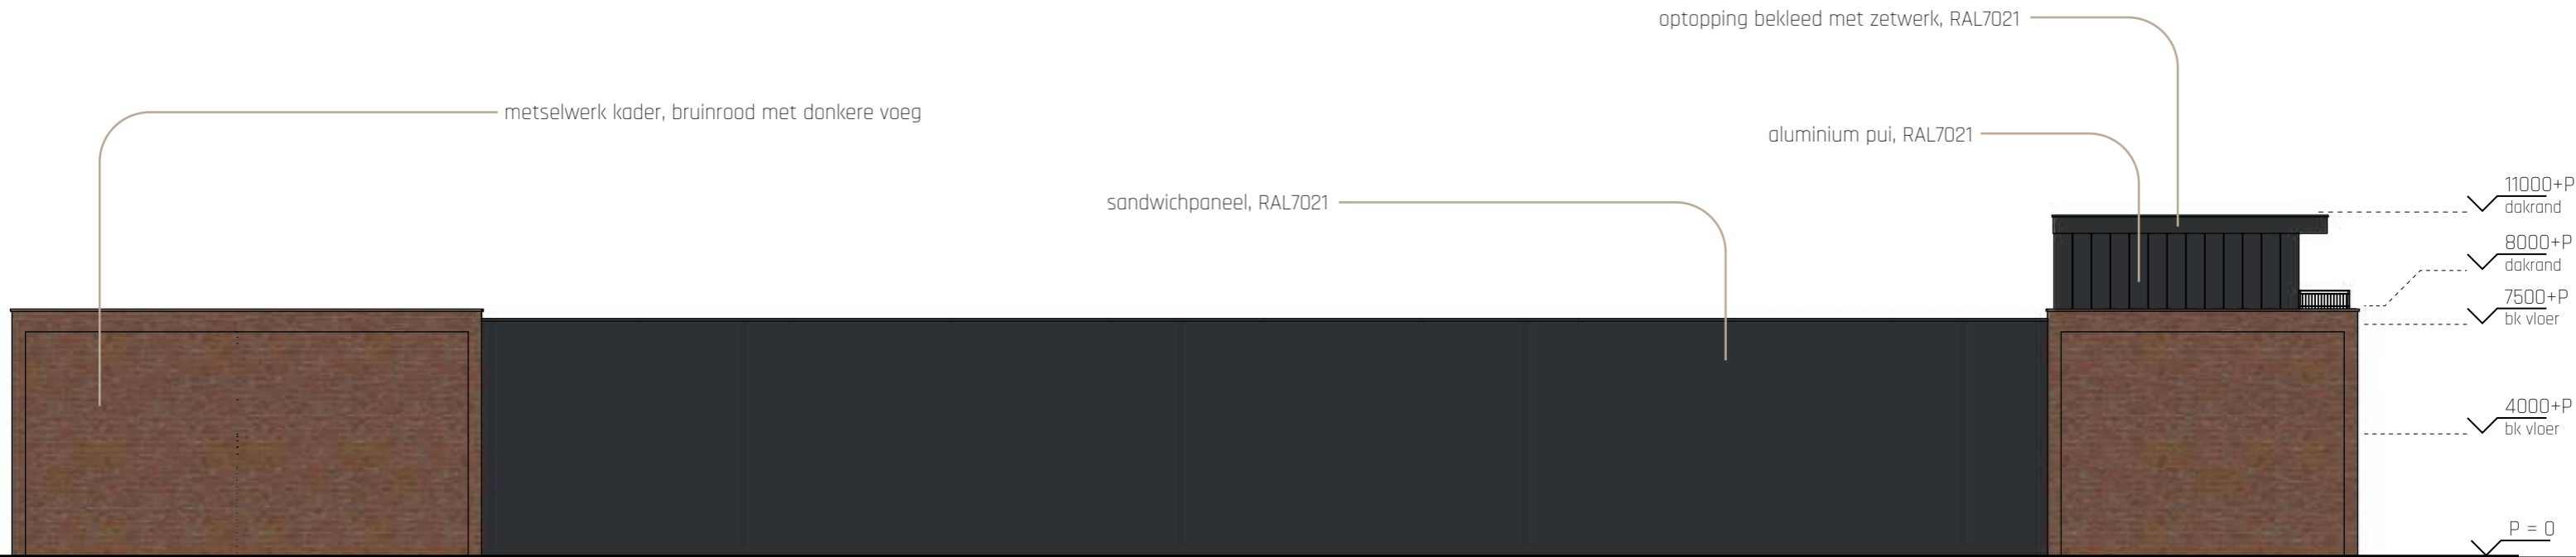 optopping bekleed met zetwerk, RAL7021
metselwerk kader, bruinrood met donkere voeg
aluminium pui, RAL7021
sandwichpaneel, RAL7021
11000+P
dakrand
8000+P
dakrand
7500+P
bk vloer
4000+P
bk vloer
P = 0